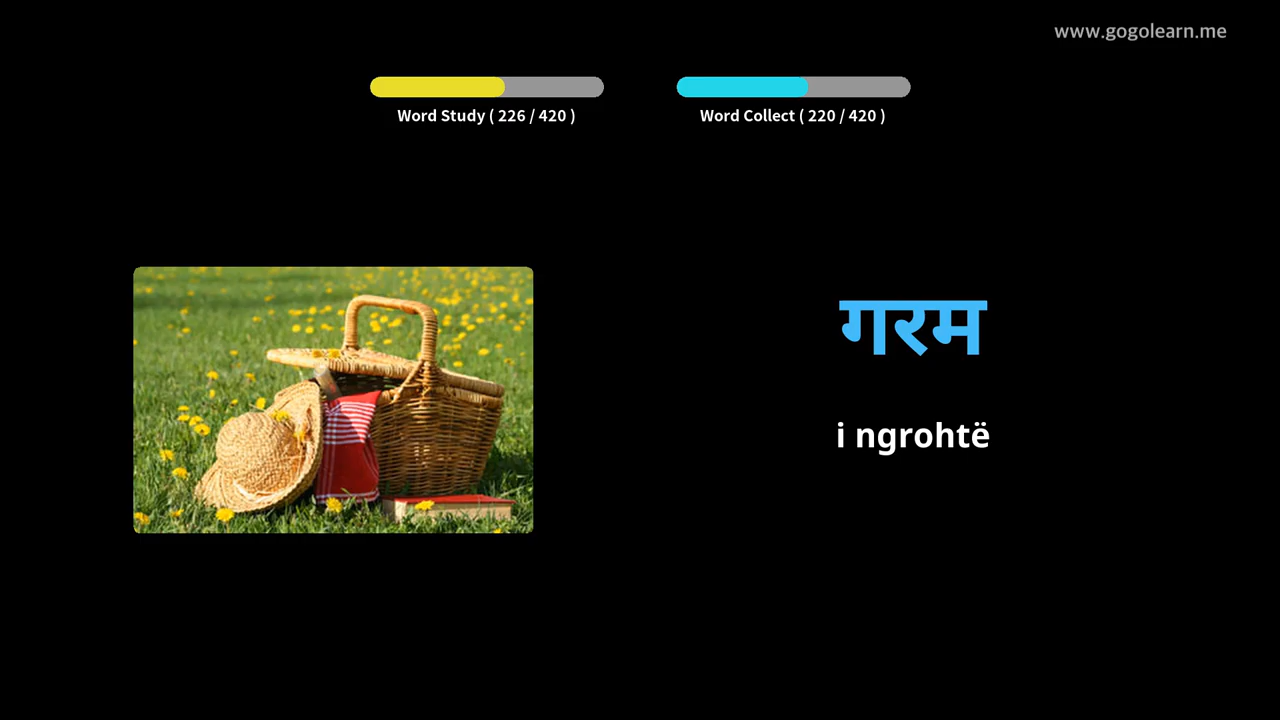 www.gogolearn.me
Word Study ( 226 / 420 )
Word Collect ( 220 / 420 )
गरम
i ngrohtë